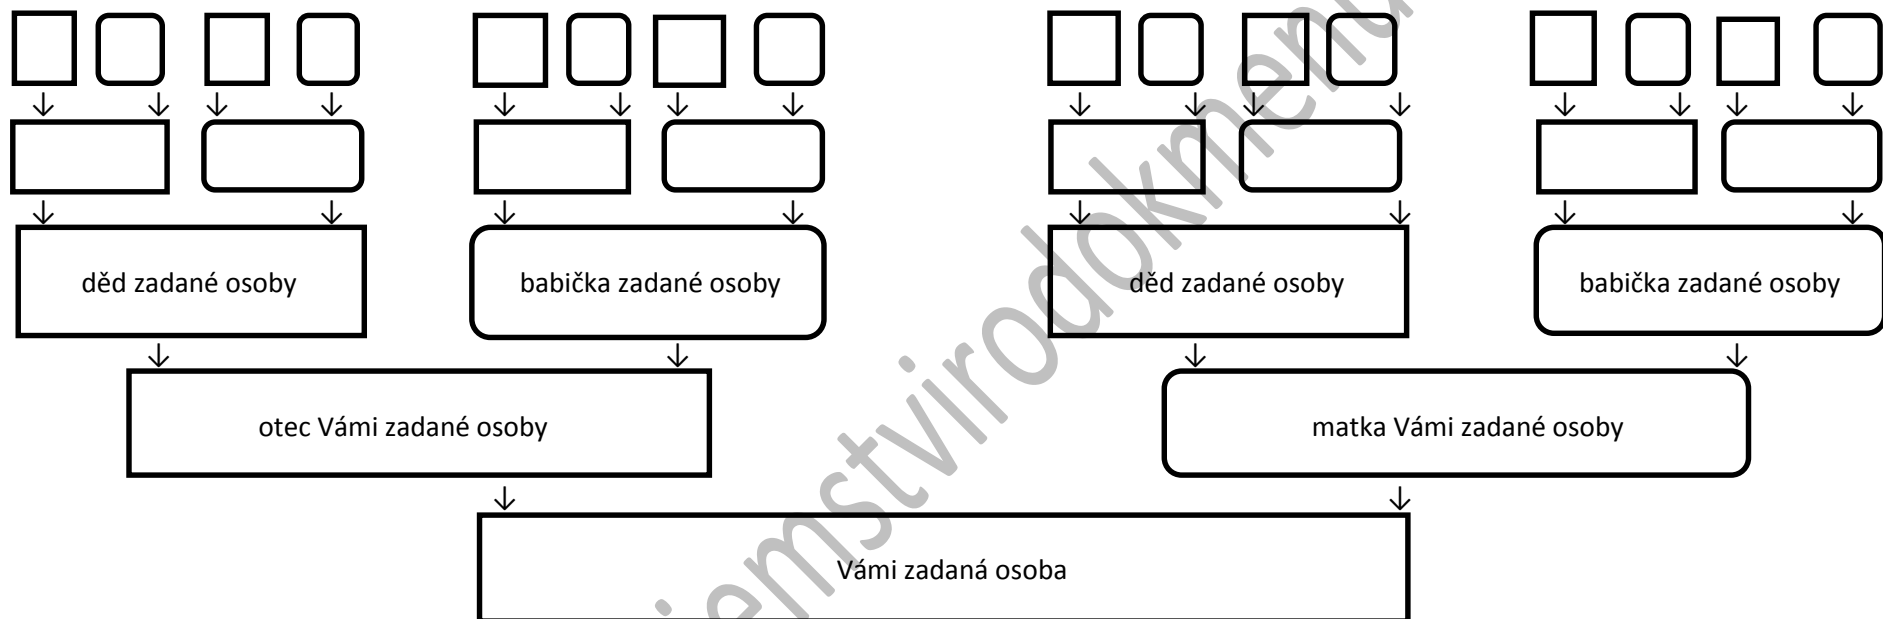 děd zadané osoby
babička zadané osoby
děd zadané osoby
babička zadané osoby
otec Vámi zadané osoby
matka Vámi zadané osoby
Vámi zadaná osoba